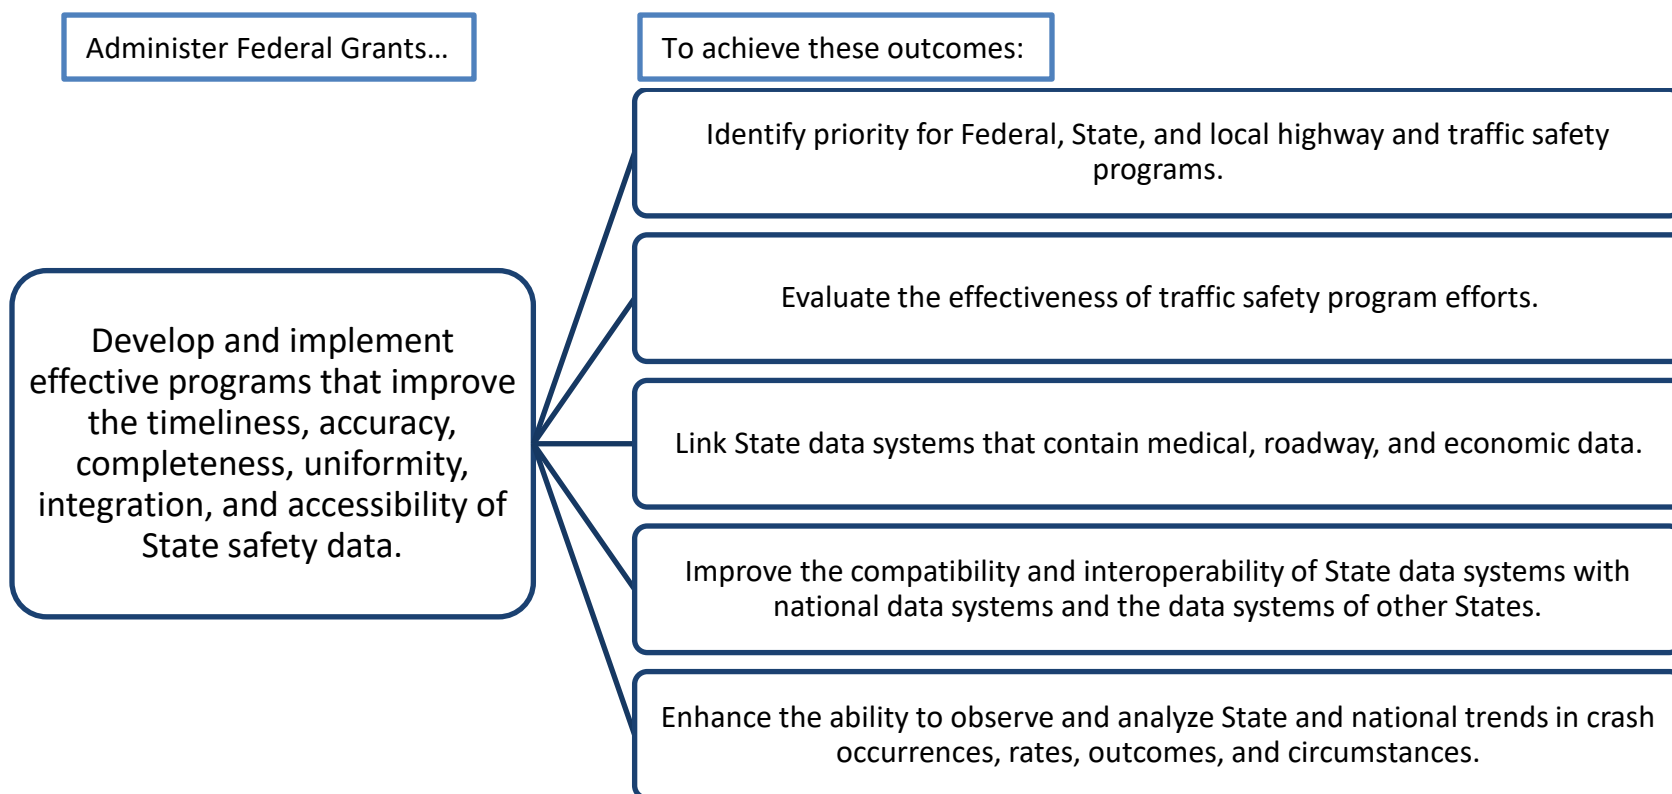 Administer Federal Grants…
To achieve these outcomes:
Develop and implement
effective programs that improve
the timeliness, accuracy,
completeness, uniformity,
integration, and accessibility of
State safety data.
Identify priority for Federal, State, and local highway and traffic safety
programs.
Evaluate the effectiveness of traffic safety program efforts.
Link State data systems that contain medical, roadway, and economic data.
Improve the compatibility and interoperability of State data systems with
national data systems and the data systems of other States.
Enhance the ability to observe and analyze State and national trends in crash
occurrences, rates, outcomes, and circumstances.